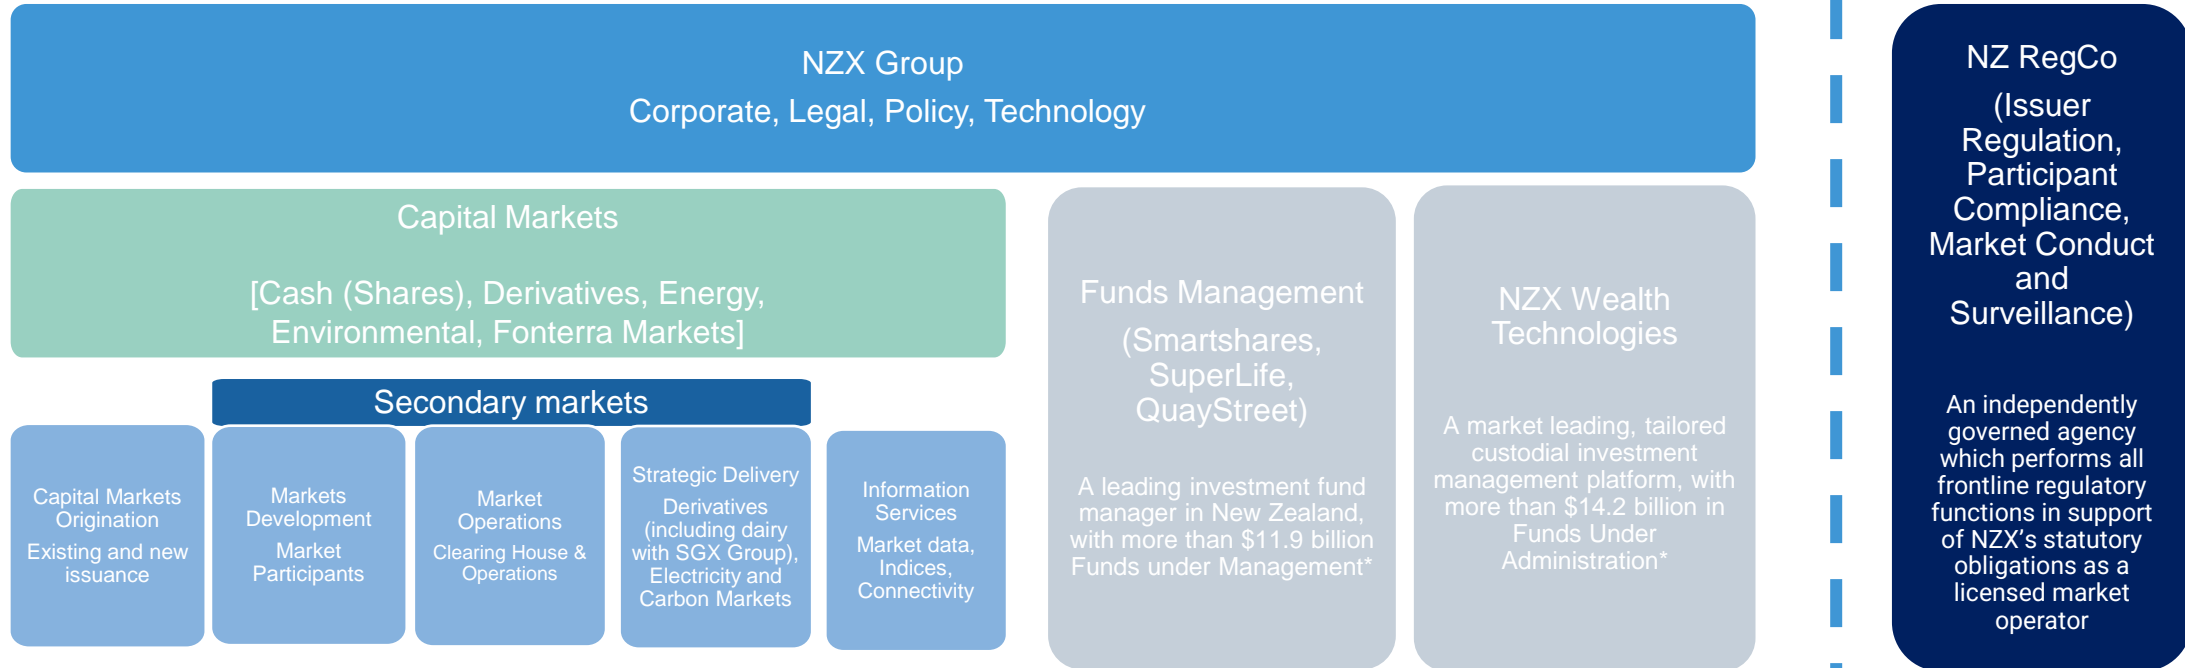 NZX Group
Corporate, Legal, Policy, Technology
Capital Markets
[Cash (Shares), Derivatives, Energy,
Environmental, Fonterra Markets]
Secondary markets
Capital Markets
Origination
Existing and new
issuance
Markets
Development
Market
Participants
Market
Operations
Clearing House &
Operations
Strategic Delivery
Derivatives
(including dairy
with SGX Group),
Electricity and
Carbon Markets
Information
Services
Market data,
Indices,
Connectivity
Funds Management
(Smartshares,
SuperLife,
QuayStreet)
A leading investment fund
manager in New Zealand,
with more than $11.9 billion
Funds under Management*
NZX Wealth
Technologies
A market leading, tailored
custodial investment
management platform, with
more than $14.2 billion in
Funds Under
Administration*
NZ RegCo
(Issuer
Regulation,
Participant
Compliance,
Market Conduct
and
Surveillance)
An independently
governed agency
which performs all
frontline regulatory
functions in support
of NZX’s statutory
obligations as a
licensed market
operator